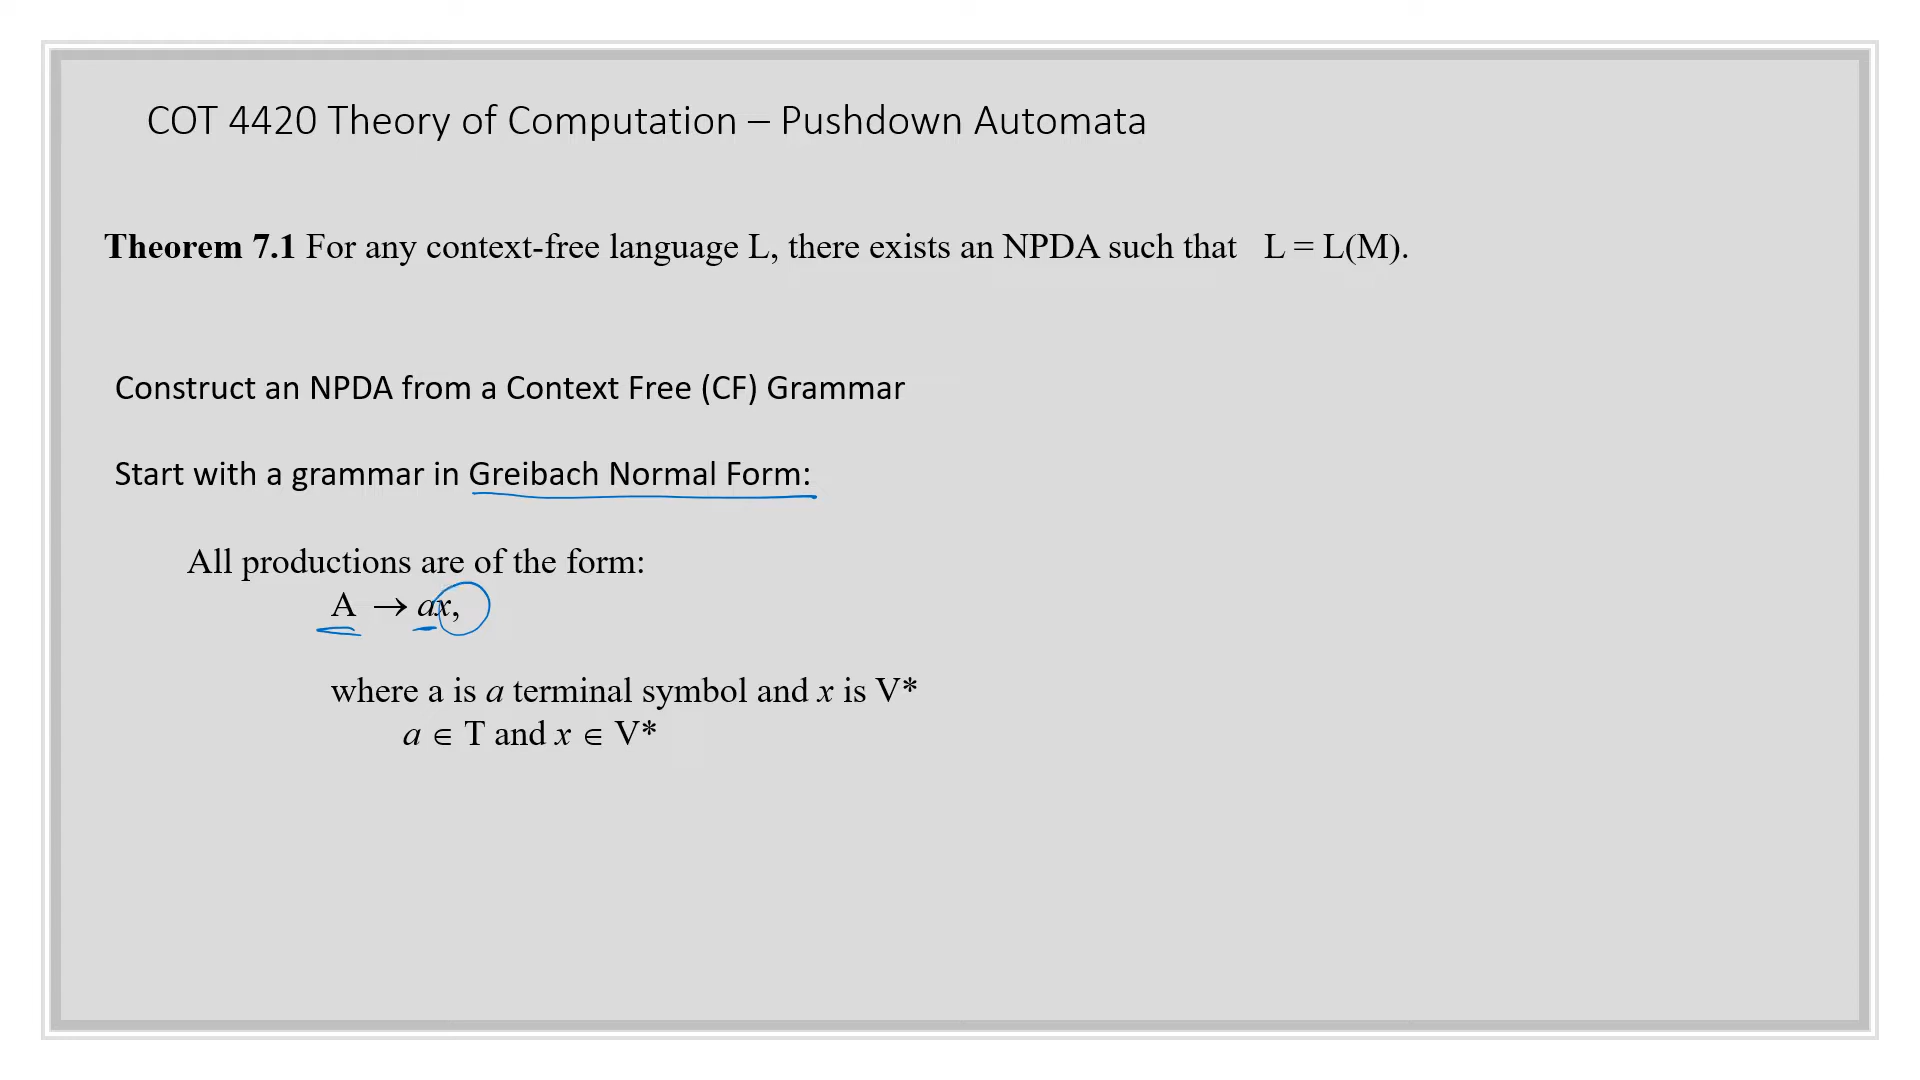 COT 4420 Theory of Computation – Pushdown Automata
Theorem 7.1 For any context-free language L, there exists an NPDA such that L = L(M).
Construct an NPDA from a Context Free (CF) Grammar
Start with a grammar in Greibach Normal Form:
All productions are of the form:
A → ax,
where a is a terminal symbol and x is V*
a ∈ T and x ∈ V*